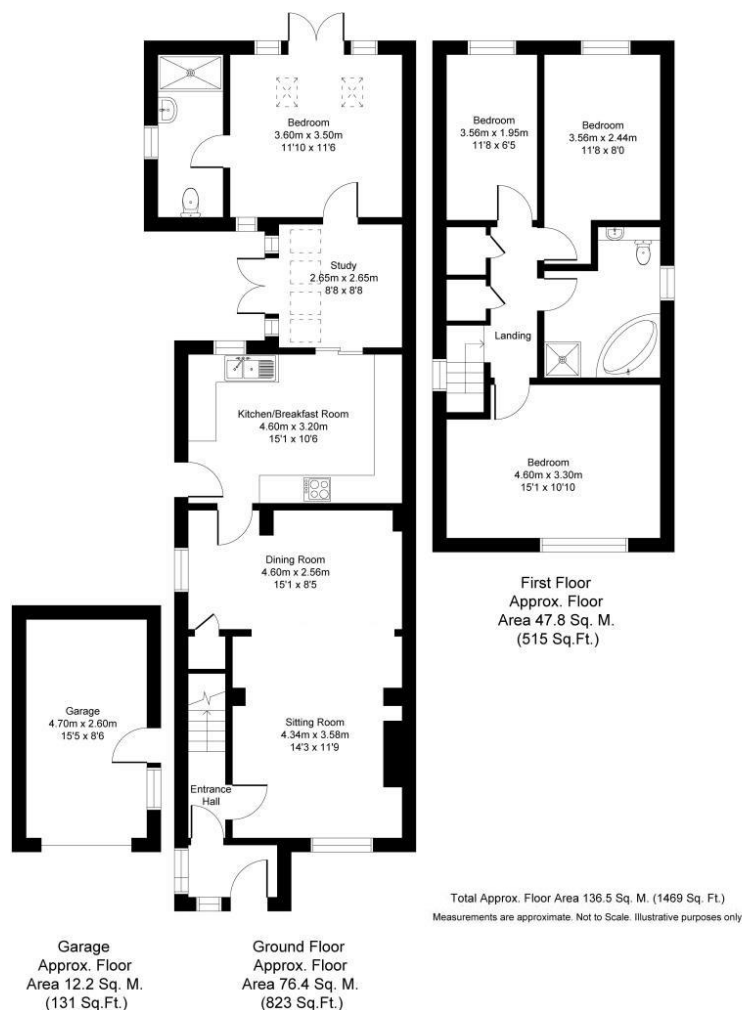 Bedroom
3.60m x 3.50m
11'10 x 11'6
Study
2.65m x 2.65m
8'8 x 8'8
Kitchen/Breakfast Room
4.60m x 3.20m
15'1 x 10'6
Dining Room
4.60m x 2.56m
15'1 x 8'5
Sitting Room
4.34m x 3.58m
14'3 x 11'9
Entrance
Hall
Garage
4.70m x 2.60m
15'5 x 8'6
Bedroom
3.56m x 1.95m
11'8 x 6'5
Bedroom
3.56m x 2.44m
11'8 x 8'0
Landing
Bedroom
4.60m x 3.30m
15'1 x 10'10
First Floor
Approx. Floor
Area 47.8 Sq. M.
(515 Sq.Ft.)
Total Approx. Floor Area 136.5 Sq. M. (1469 Sq. Ft.)
Measurements are approximate. Not to Scale. Illustrative purposes only
Garage
Approx. Floor
Area 12.2 Sq. M.
(131 Sq.Ft.)
Ground Floor
Approx. Floor
Area 76.4 Sq. M.
(823 Sq.Ft.)